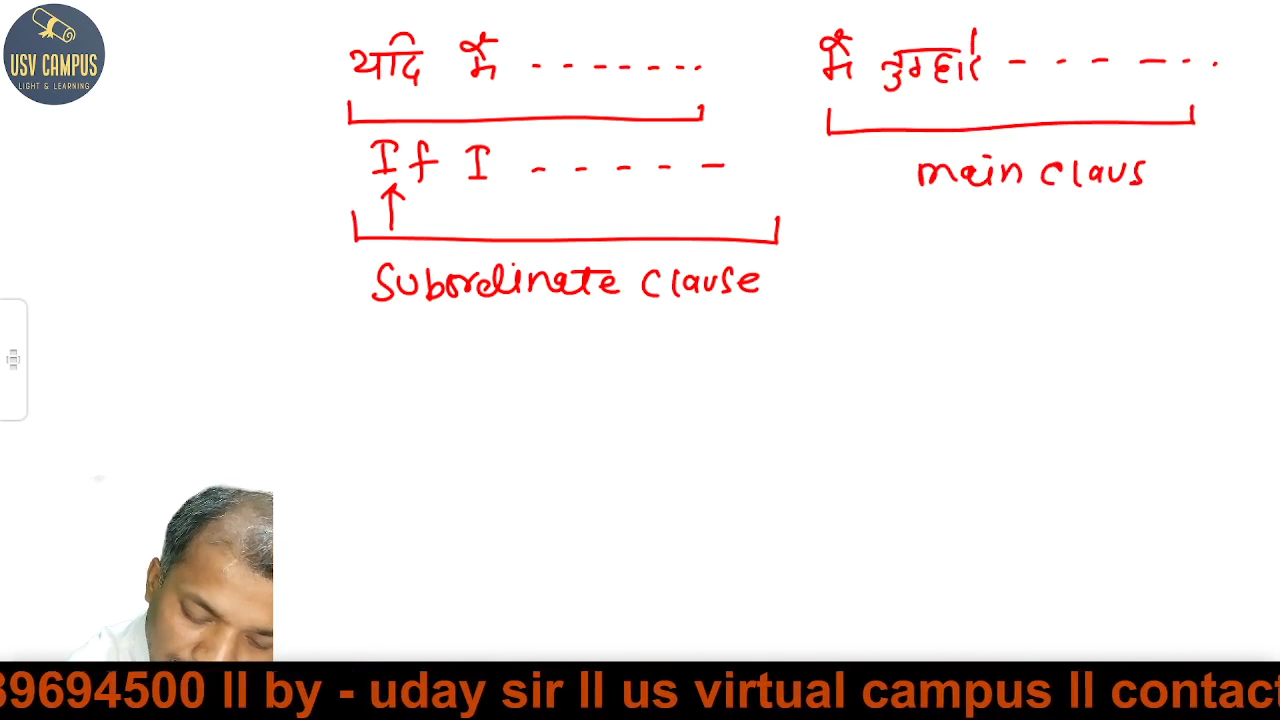 USV CAMPUS
LIGHT & LEARNING
यदि मैं - - - - - - - . मैं तुम्हारे - - - - - . .
If I - - - - - -
main claus
Subordinate clause
39694500 ll by - uday sir ll us virtual campus ll contact